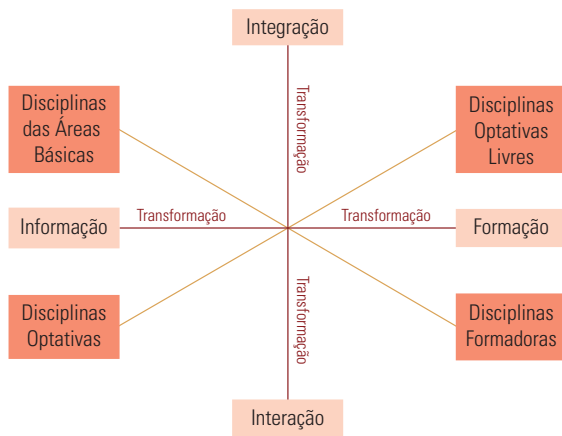 Integração
Transformação
Disciplinas
das Áreas
Básicas
Disciplinas
Optativas
Livres
Informação
Transformação
Transformação
Formação
Disciplinas
Optativas
Transformação
Disciplinas
Formadoras
Interação